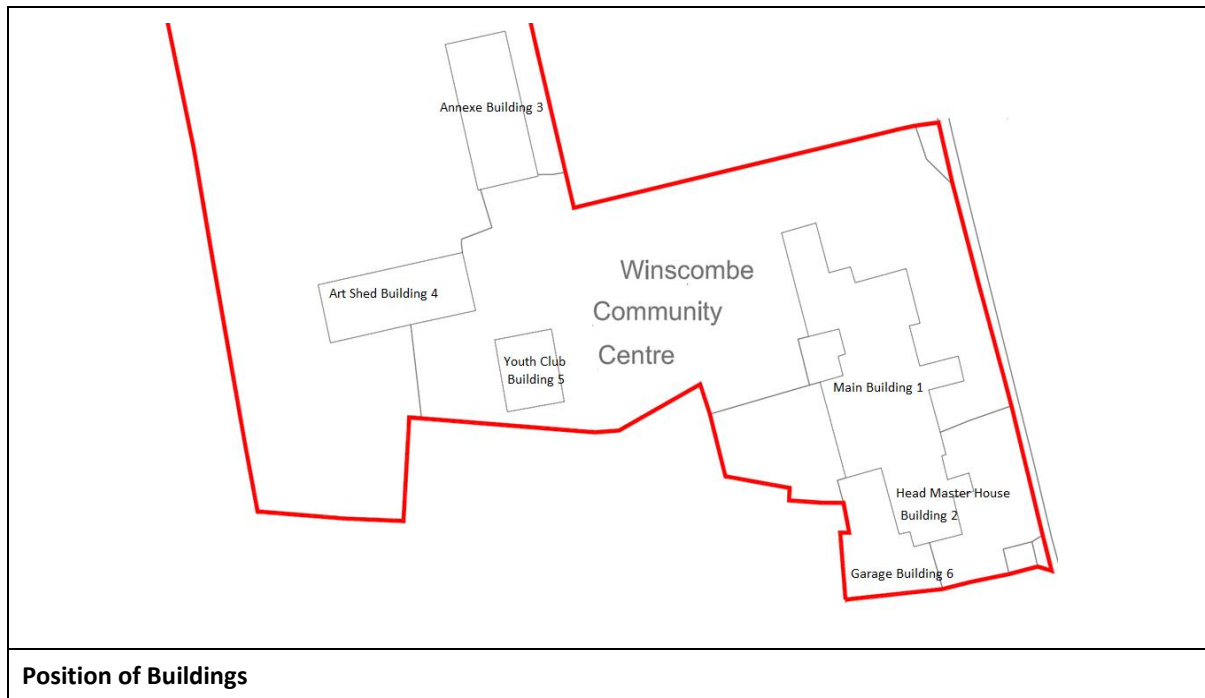 Annexe Building 3
Winscombe
Community
Centre
Art Shed Building 4
Youth Club
Building 5
Main Building 1
Head Master House
Building 2
Garage Building 6
Position of Buildings